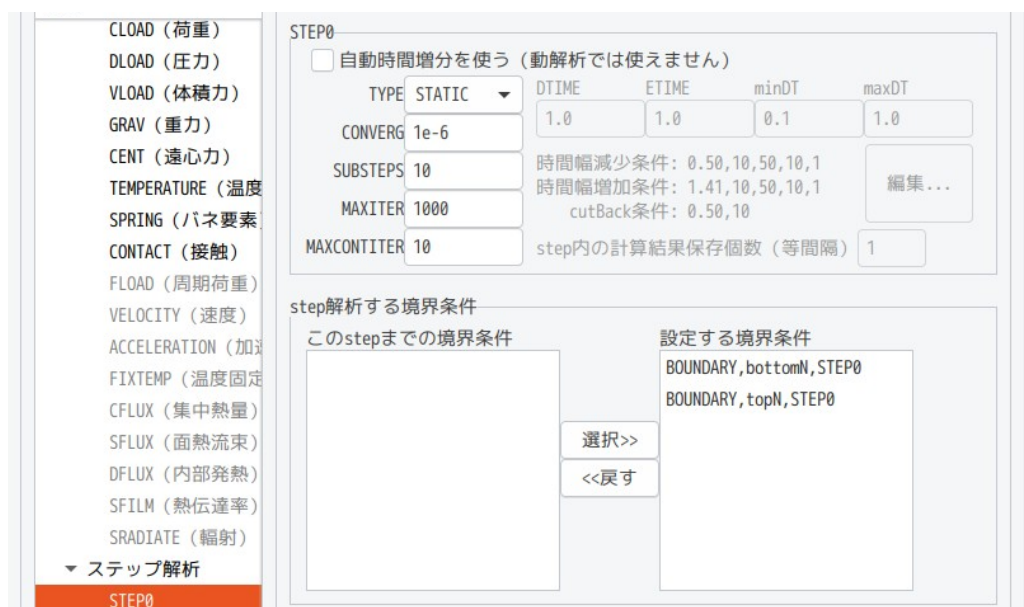 CLOAD (荷重)
DLOAD (圧力)
VLOAD (体積力)
GRAV (重力)
CENT (遠心力)
TEMPERATURE (温度
SPRING (バネ要素
CONTACT (接触)
FLOAD (周期荷重)
VELOCITY (速度)
ACCELERATION (加速
FIXTEMP (温度固定
CFLUX (集中熱量)
SFLUX (面熱流束)
DFLUX (内部発熱)
SFILM (熱伝達率)
SRADIATE (輻射)
ステップ解析
STEP0
STEP0
自動時間増分を使う (動解析では使えません)
TYPE STATIC
CONVERG 1e-6
SUBSTEPS 10
MAXITER 1000
MAXCONTITER 10
DTIME ETIME minDT maxDT
1.0 1.0 0.1 1.0
時間幅減少条件: 0.50,10,50,10,1
時間幅増加条件: 1.41,10,50,10,1
cutBack条件: 0.50,10
編集...
step内の計算結果保存個数 (等間隔) 1
step解析する境界条件
このstepまでの境界条件
選択>>
<<戻す
設定する境界条件
BOUNDARY,bottomN,STEP0
BOUNDARY,topN,STEP0